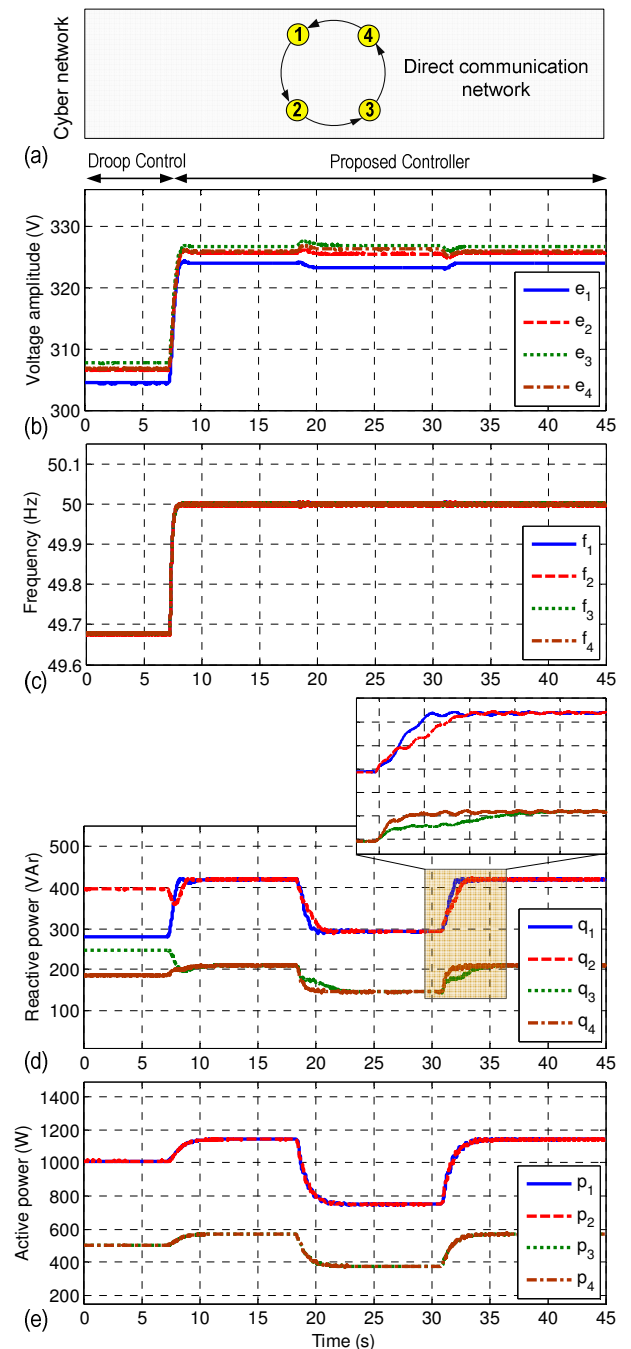 Cyber network
1
4
2
3
Direct communication
network
(a)
Droop Control
Proposed Controller
Voltage amplitude (V)
330
320
310
300
0 5 10 15 20 25 30 35 40 45
e1
e2
e3
e4
(b)
Frequency (Hz)
50.1
50
49.9
49.8
49.7
49.6
0 5 10 15 20 25 30 35 40 45
f1
f2
f3
f4
(c)
Reactive power (VAr)
500
400
300
200
100
0 5 10 15 20 25 30 35 40 45
q1
q2
q3
q4
(d)
Active power (W)
1400
1200
1000
800
600
400
200
0 5 10 15 20 25 30 35 40 45
p1
p2
p3
p4
(e)
Time (s)